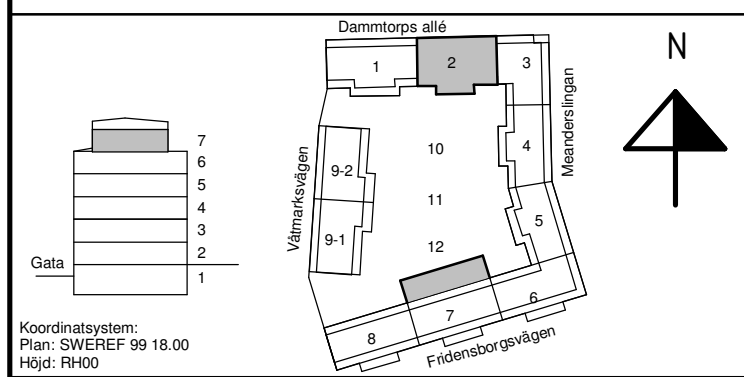 Dammtorps allé
N
1
2
3
Meanderslingan
4
10
Våtmarksvägen
9-2
11
9-1
5
12
6
7
8
Fridensborgsvägen
7
6
5
4
3
2
Gata
1
Koordinatsystem:
Plan: SWEREF 99 18.00
Höjd: RH00